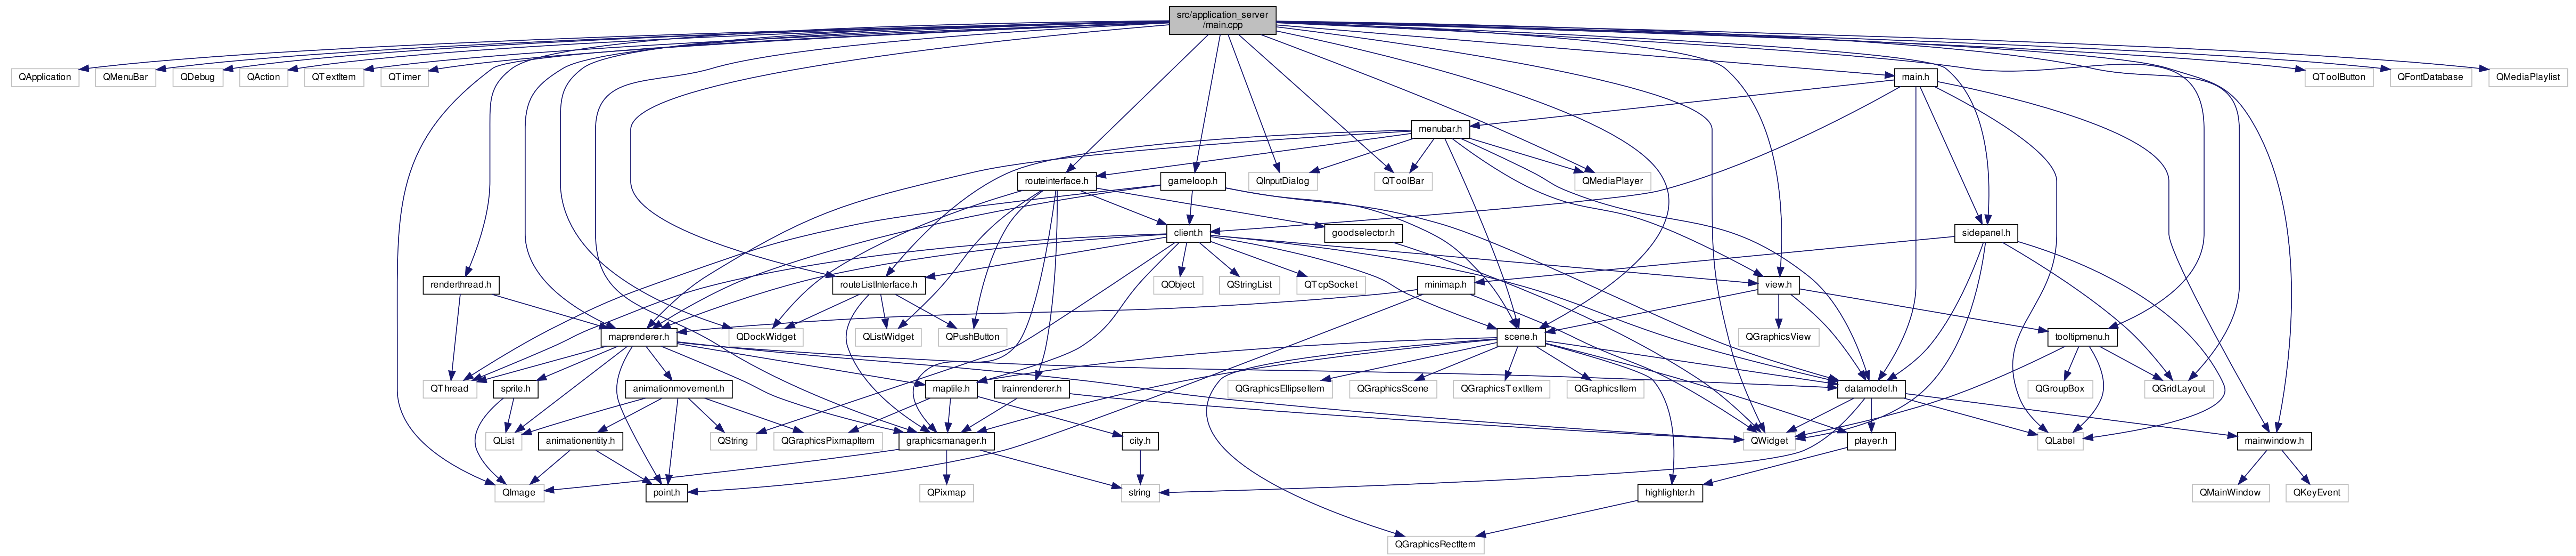 src/application_server
/main.cpp
QApplication
QMenuBar
QDebug
QAction
QTextItem
QTimer
main.h
QToolButton
QFontDatabase
QMediaPlaylist
menubar.h
routeinterface.h
gameloop.h
QInputDialog
QToolBar
QMediaPlayer
client.h
goodselector.h
sidepanel.h
renderthread.h
routeListInterface.h
QObject
QStringList
QTcpSocket
minimap.h
view.h
maprenderer.h
QDockWidget
QListWidget
QPushButton
scene.h
QGraphicsView
tooltipmenu.h
QThread
sprite.h
animationmovement.h
maptile.h
trainrenderer.h
QGraphicsEllipseItem
QGraphicsScene
QGraphicsTextItem
QGraphicsItem
datamodel.h
QGroupBox
QGridLayout
QList
animationentity.h
QString
QGraphicsPixmapItem
graphicsmanager.h
city.h
QWidget
player.h
QLabel
mainwindow.h
QImage
point.h
QPixmap
string
highlighter.h
QMainWindow
QKeyEvent
QGraphicsRectItem